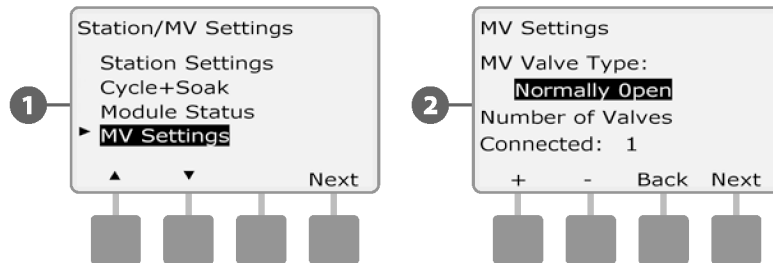 1
Station/MV Settings
Station Settings
Cycle+Soak
Module Status
► MV Settings
▲ ▼ Next
2
MV Settings
MV Valve Type:
Normally Open
Number of Valves
Connected: 1
+ - Back Next